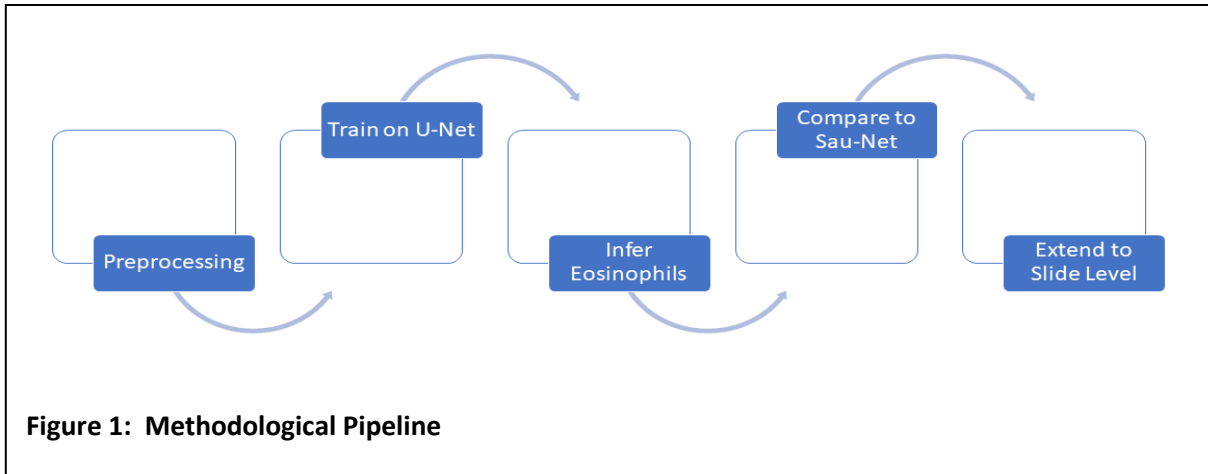 Preprocessing
Train on U-Net
Infer
Eosinophils
Compare to
Sau-Net
Extend to
Slide Level
Figure 1:  Methodological Pipeline